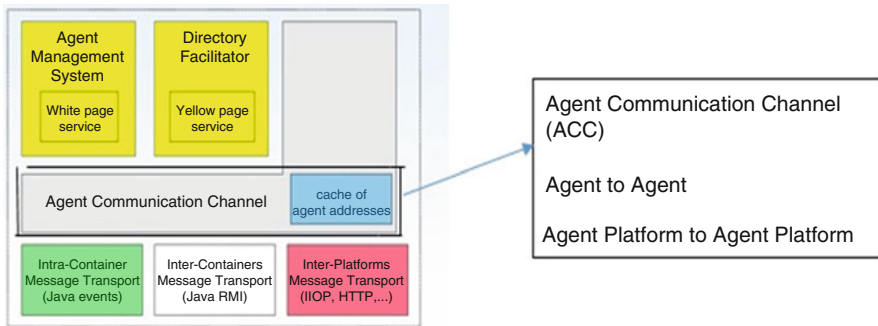 Agent
Management
System
White page
service
Directory
Facilitator
Yellow page
service
Agent Communication Channel
cache of
agent addresses
Intra-Container
Message Transport
(Java events)
Inter-Containers
Message Transport
(Java RMI)
Inter-Platforms
Message Transport
(IIOP, HTTP,...)
Agent Communication Channel
(ACC)
Agent to Agent
Agent Platform to Agent Platform